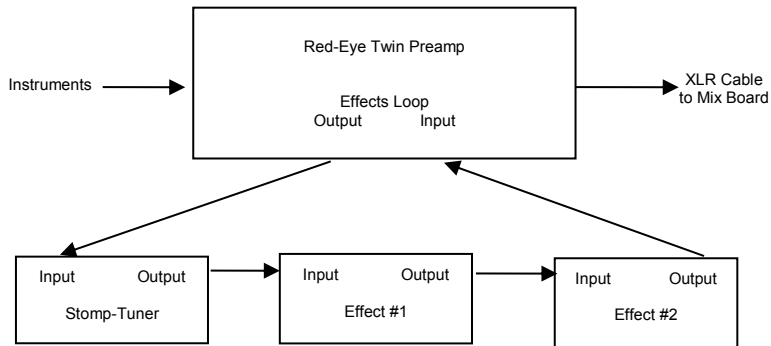 Red-Eye Twin Preamp
Instruments
XLR Cable
to Mix Board
Effects Loop
Output Input
Input Output
Stomp-Tuner
Input Output
Effect #1
Input Output
Effect #2